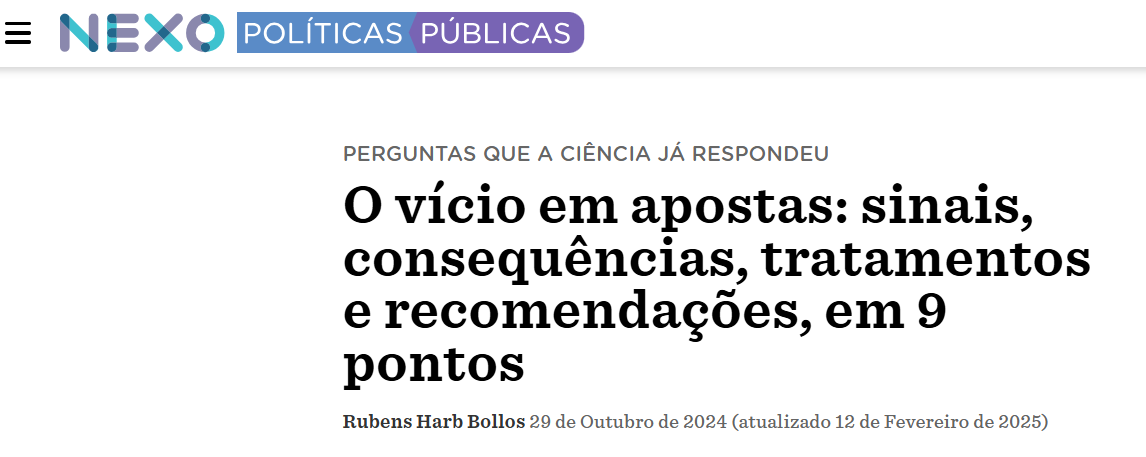 NEXO POLÍTICAS PÚBLICAS
PERGUNTAS QUE A CIÊNCIA JÁ RESPONDEU
O vício em apostas: sinais,
consequências, tratamentos
e recomendações, em 9
pontos
Rubens Harb Bollos 29 de Outubro de 2024 (atualizado 12 de Fevereiro de 2025)